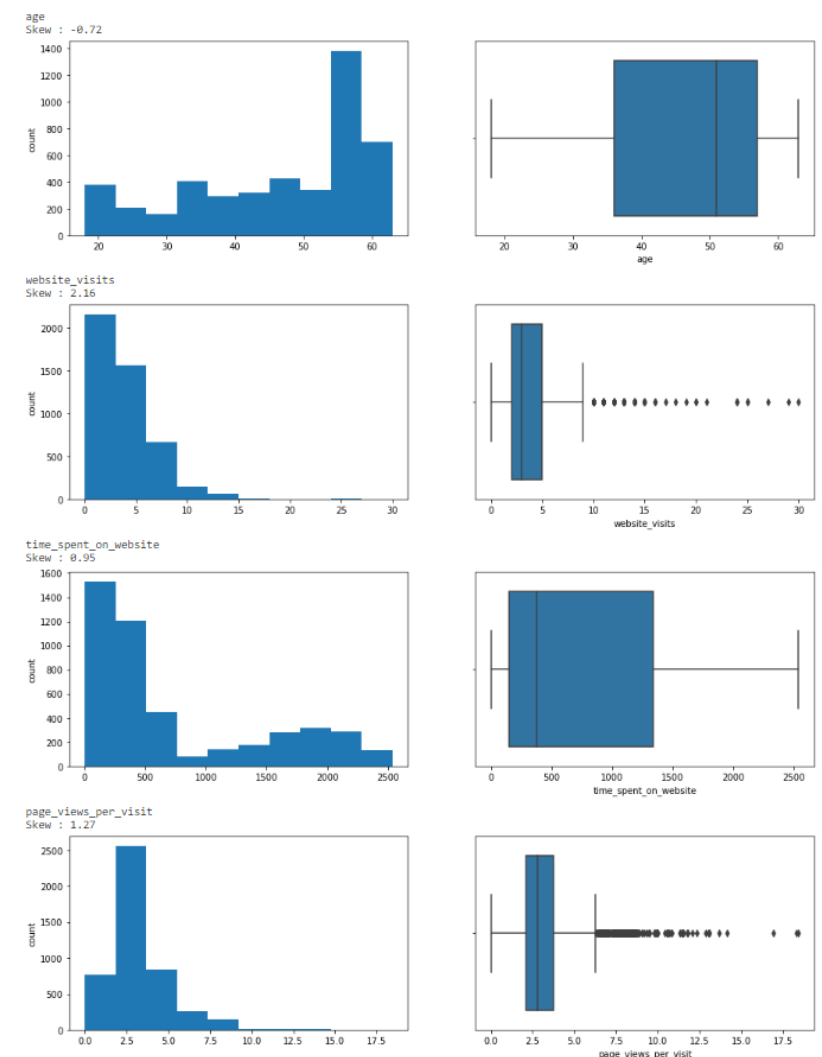 age
Skew : -0.72
1400
1200
1000
800
600
400
200
0
count
20 30 40 50 60
20 30 40 50 60
age
website_visits
Skew : 2.16
2000
1500
1000
500
0
count
0 5 10 15 20 25 30
0 5 10 15 20 25 30
website_visits
time_spent_on_website
Skew : 0.95
1600
1400
1200
1000
800
600
400
200
0
count
0 500 1000 1500 2000 2500
0 500 1000 1500 2000 2500
time_spent_on_website
page_views_per_visit
Skew : 1.27
2500
2000
1500
1000
500
0
count
0.0 2.5 5.0 7.5 10.0 12.5 15.0 17.5
0.0 2.5 5.0 7.5 10.0 12.5 15.0 17.5
page_views_per_visit